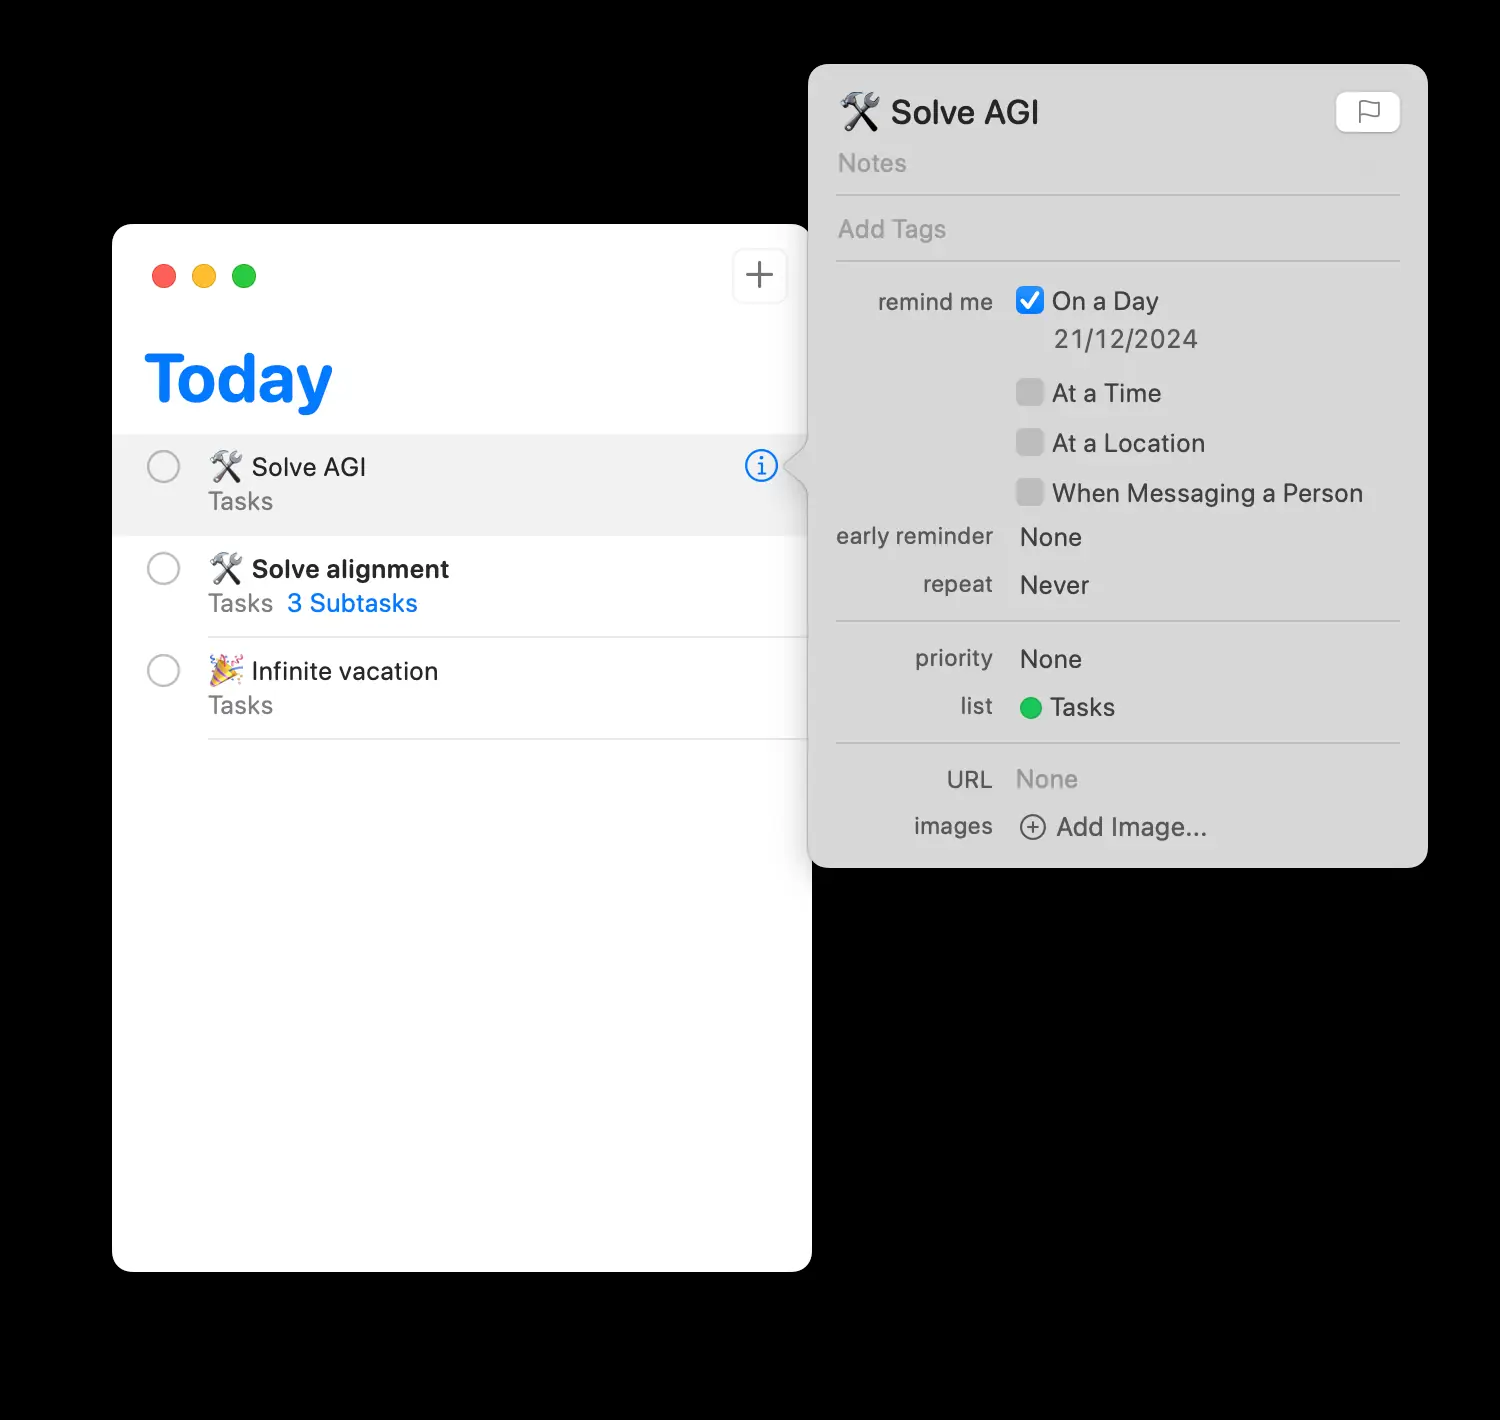 Today
🛠️ Solve AGI
Tasks
🛠️ Solve alignment
Tasks 3 Subtasks
🎉 Infinite vacation
Tasks
🛠️ Solve AGI
Notes
Add Tags
remind me On a Day
21/12/2024
At a Time
At a Location
When Messaging a Person
early reminder None
repeat Never
priority None
list Tasks
URL None
images Add Image...